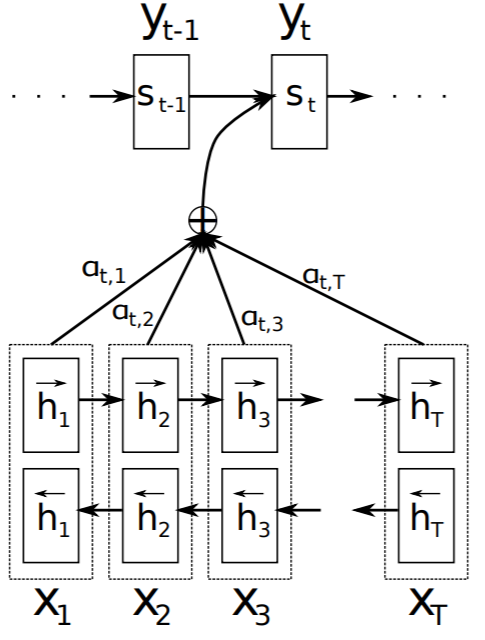 y_{t-1} y_t
. . . s_{t-1} s_t . . .
a_{t,1} a_{t,2} a_{t,3} a_{t,T}
\overrightarrow{h}_1 \overrightarrow{h}_2 \overrightarrow{h}_3 \overrightarrow{h}_T
\overleftarrow{h}_1 \overleftarrow{h}_2 \overleftarrow{h}_3 \overleftarrow{h}_T
x_1 x_2 x_3 x_T